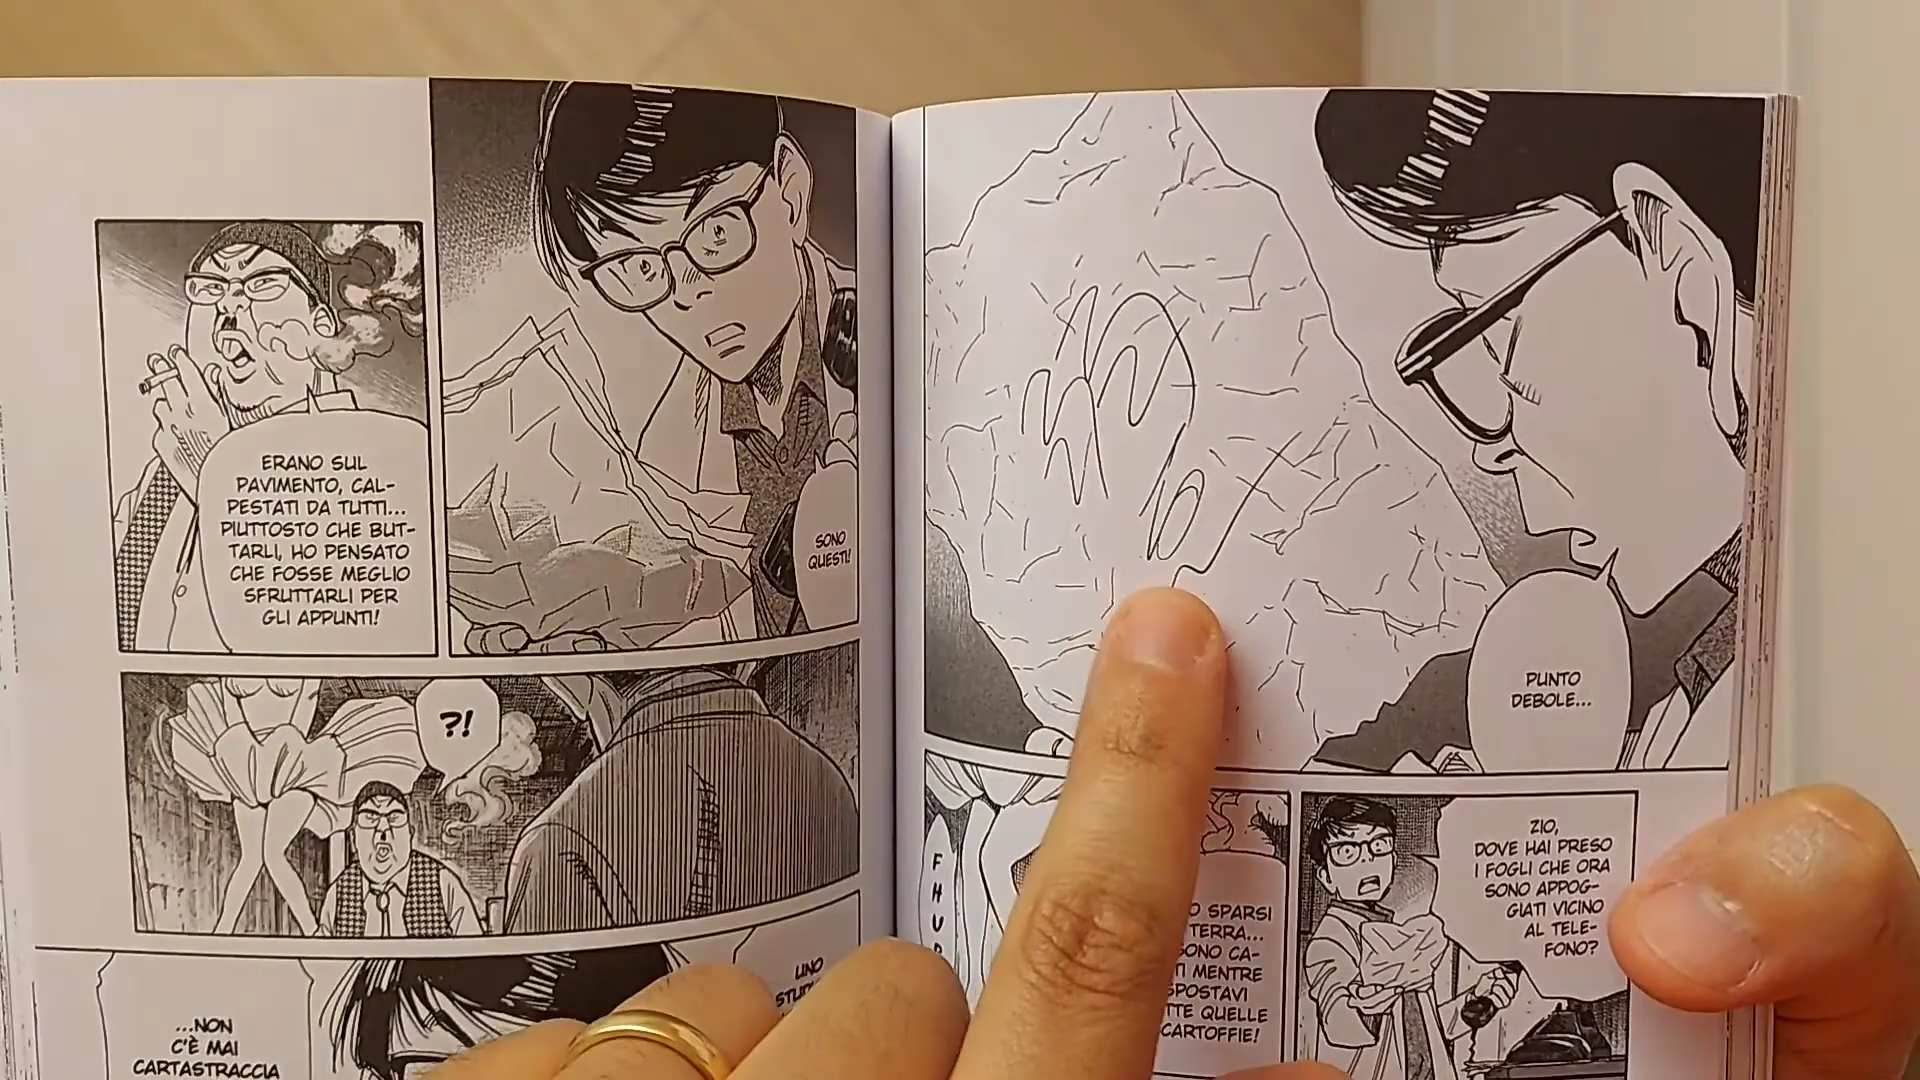 ERANO SUL
PAVIMENTO, CAL-
PESTATI DA TUTTI...
PIUTTOSTO CHE BUT-
TARLI, HO PENSATO
CHE FOSSE MEGLIO
SFRUTTARLI PER
GLI APPUNTI!
SONO
QUESTI!
?!
...NON
C'È MAI
CARTASTRACCIA
UNO
PUNTO
DEBOLE...
SPARSI
TERRA...
SONO CA-
MENTRE
SPOSTAVI
QUELLE
CARTOFFIE!
ZIO,
DOVE HAI PRESO
I FOGLI CHE ORA
SONO APPOG-
GIATI VICINO
AL TELE-
FONO?